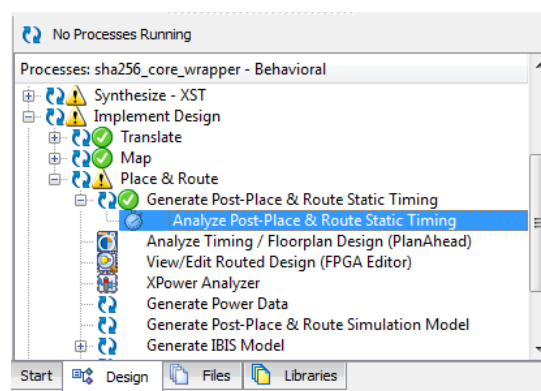 No Processes Running
Processes: sha256_core_wrapper - Behavioral
Synthesize - XST
Implement Design
Translate
Map
Place & Route
Generate Post-Place & Route Static Timing
Analyze Post-Place & Route Static Timing
Analyze Timing / Floorplan Design (PlanAhead)
View/Edit Routed Design (FPGA Editor)
XPower Analyzer
Generate Power Data
Generate Post-Place & Route Simulation Model
Generate IBIS Model
Start Design Files Libraries